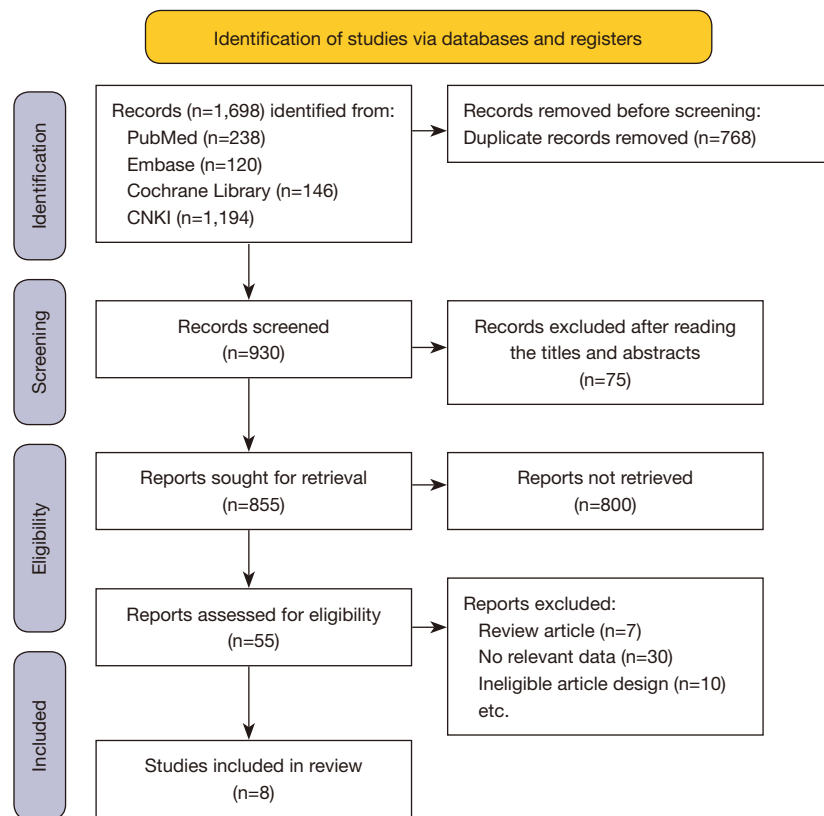 Identification of studies via databases and registers
Identification
Records (n=1,698) identified from:
PubMed (n=238)
Embase (n=120)
Cochrane Library (n=146)
CNKI (n=1,194)
Records removed before screening:
Duplicate records removed (n=768)
Screening
Records screened
(n=930)
Records excluded after reading
the titles and abstracts
(n=75)
Eligibility
Reports sought for retrieval
(n=855)
Reports not retrieved
(n=800)
Reports assessed for eligibility
(n=55)
Reports excluded:
Review article (n=7)
No relevant data (n=30)
Ineligible article design (n=10)
etc.
Included
Studies included in review
(n=8)